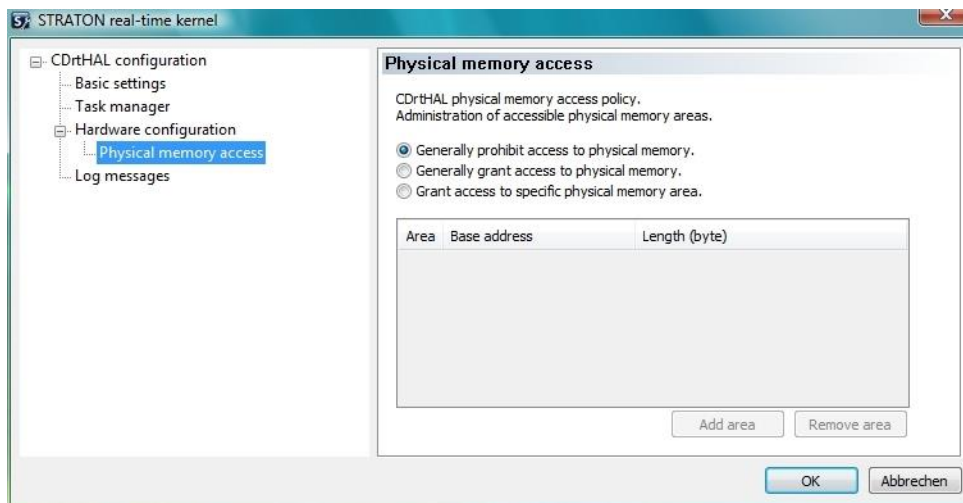 STRATON real-time kernel
CDrtHAL configuration
Basic settings
Task manager
Hardware configuration
Physical memory access
Log messages
Physical memory access
CDrtHAL physical memory access policy.
Administration of accessible physical memory areas.
Generally prohibit access to physical memory.
Generally grant access to physical memory.
Grant access to specific physical memory area.
Area Base address Length (byte)
Add area Remove area
OK Abbrechen